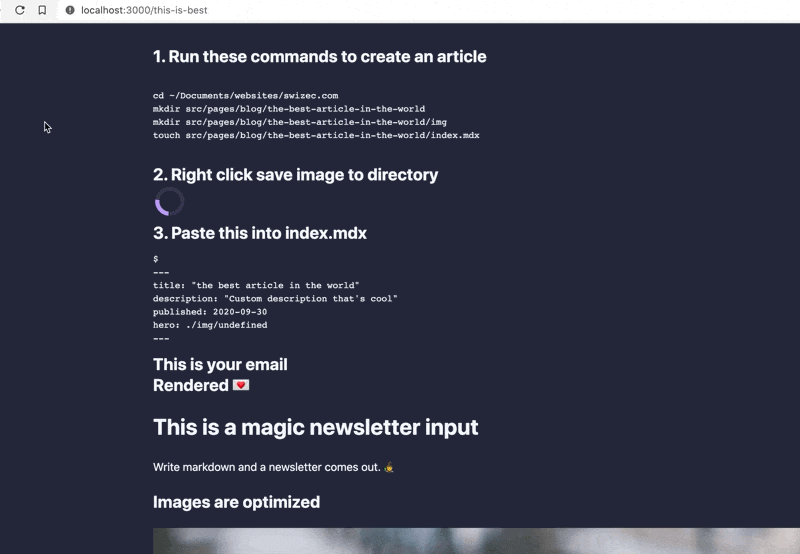 localhost:3000/this-is-best
1. Run these commands to create an article
cd ~/Documents/websites/swizec.com
mkdir src/pages/blog/the-best-article-in-the-world
mkdir src/pages/blog/the-best-article-in-the-world/img
touch src/pages/blog/the-best-article-in-the-world/index.mdx
2. Right click save image to directory
3. Paste this into index.mdx
$
---
title: "the best article in the world"
description: "Custom description that's cool"
published: 2020-09-30
hero: ./img/undefined
---
This is your email
Rendered 💌
This is a magic newsletter input
Write markdown and a newsletter comes out.
Images are optimized